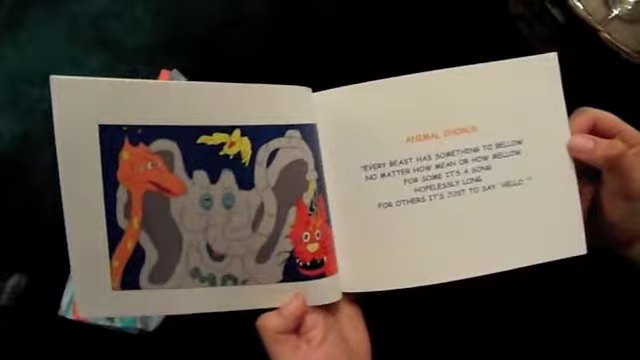 ANIMAL CHORUS
"EVERY BEAST HAS SOMETHING TO BELLOW
NO MATTER HOW MEAN OR HOW MELLOW
FOR SOME IT'S A SONG
HOPELESSLY LONG
FOR OTHERS IT'S JUST TO SAY 'HELLO'"